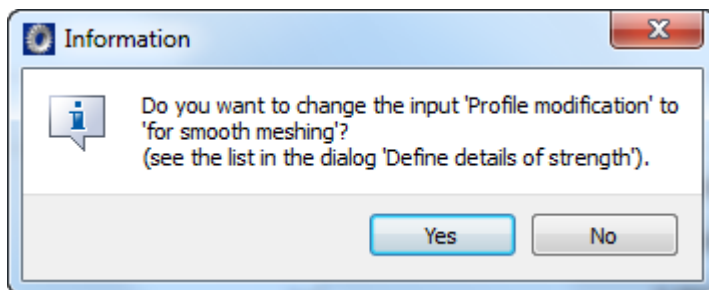 Information
Do you want to change the input 'Profile modification' to
'for smooth meshing'?
(see the list in the dialog 'Define details of strength').
Yes
No